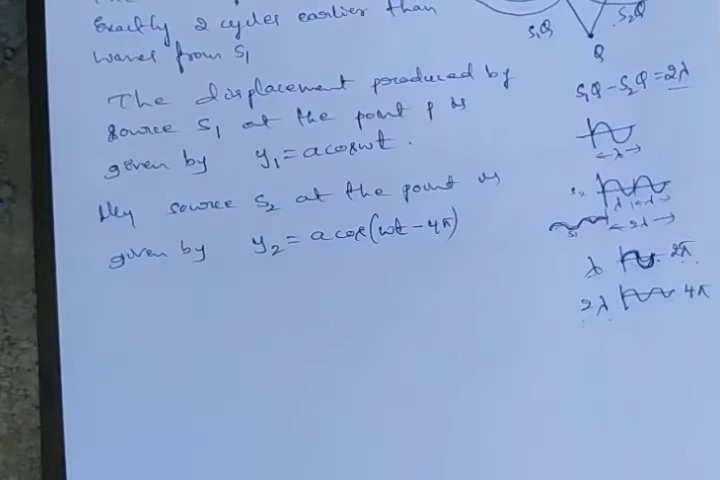 Exactly 2 cycles earlier than
waves from S₁
The displacement produced by
source S₁ at the point P is
given by y₁ = a cos ωt.
lly source S₂ at the point is
given by y₂ = a cos(ωt − 4π)
S₁Q
S₂Q
Q
S₁Q − S₂Q = 2λ
←λ→
S₁
←2λ→
λ 2π
2λ 4π